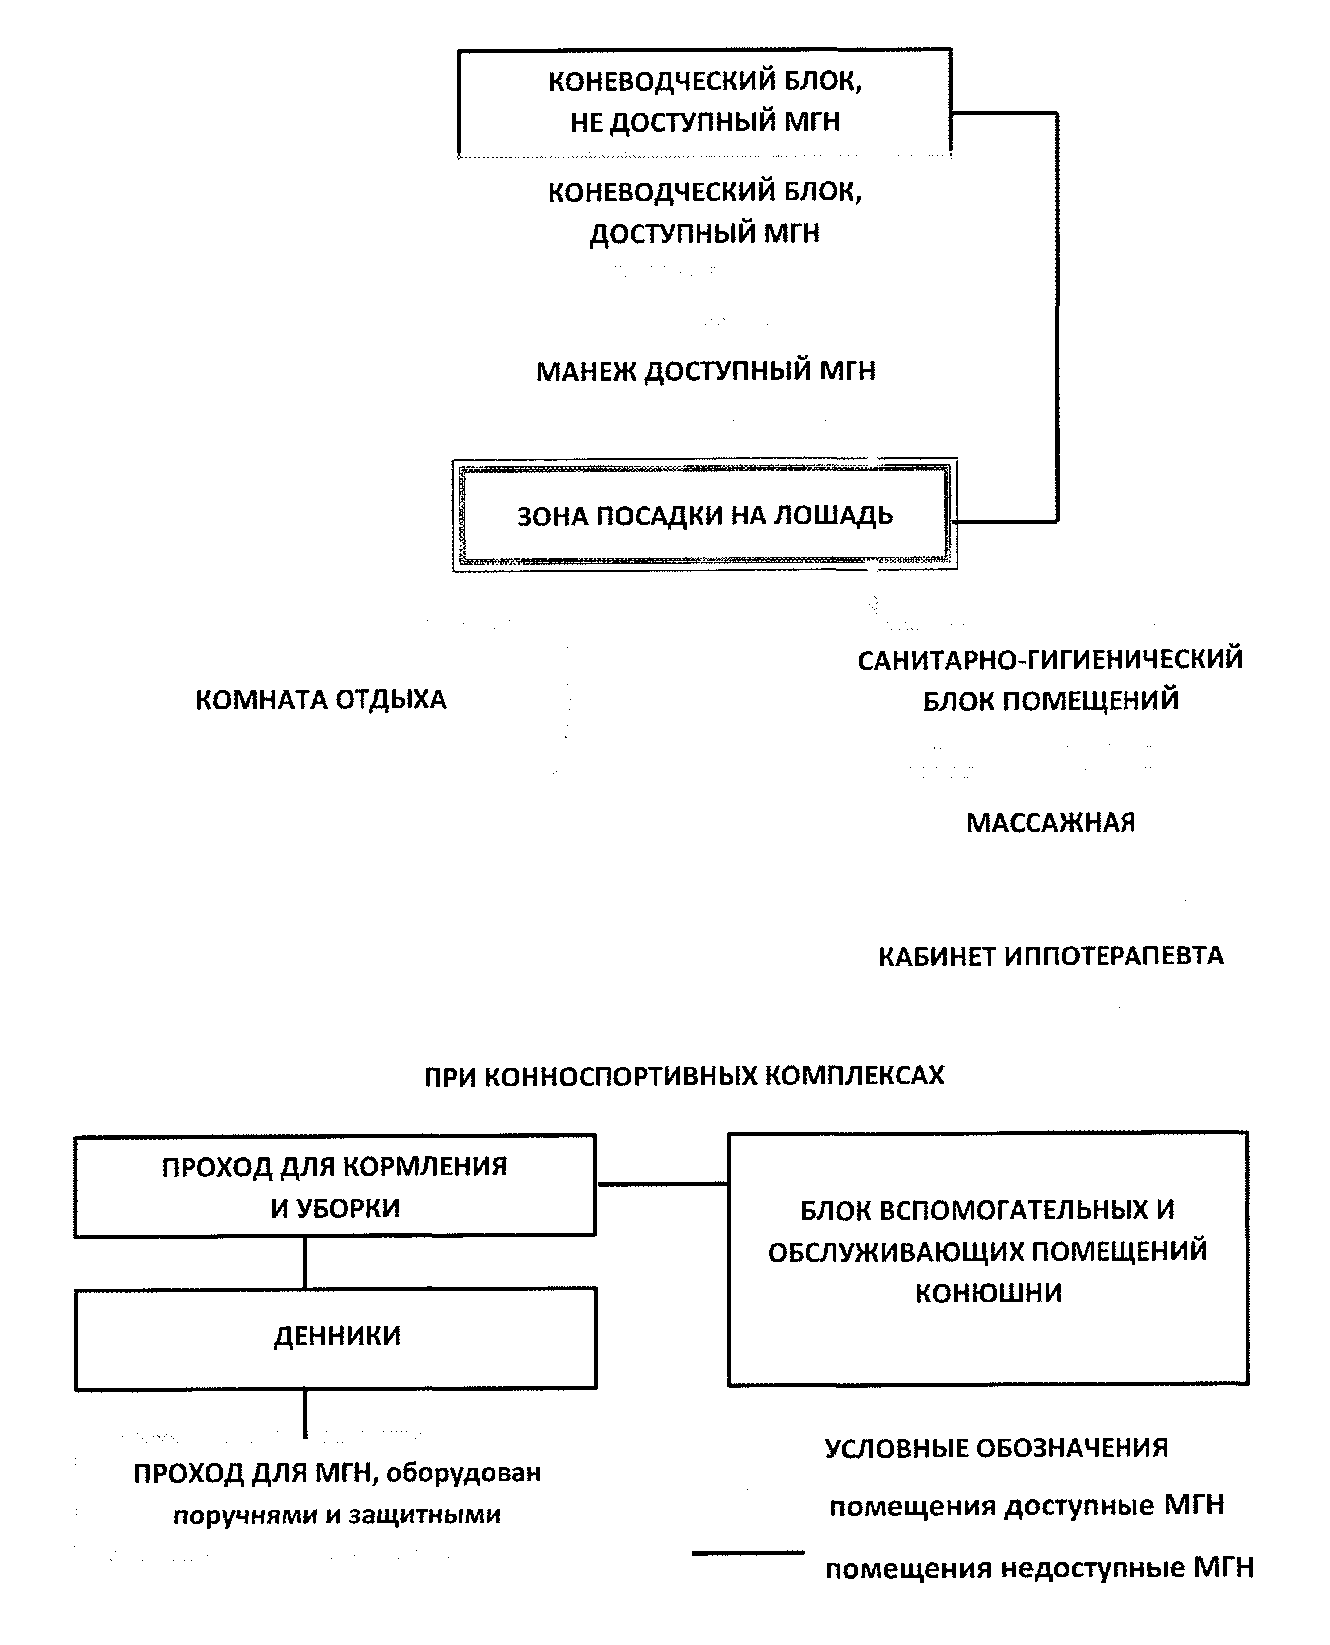 КОНЕВОДЧЕСКИЙ БЛОК,
НЕ ДОСТУПНЫЙ МГН
КОНЕВОДЧЕСКИЙ БЛОК,
ДОСТУПНЫЙ МГН
МАНЕЖ ДОСТУПНЫЙ МГН
ЗОНА ПОСАДКИ НА ЛОШАДЬ
КОМНАТА ОТДЫХА
САНИТАРНО-ГИГИЕНИЧЕСКИЙ
БЛОК ПОМЕЩЕНИЙ
МАССАЖНАЯ
КАБИНЕТ ИППОТЕРАПЕВТА
ПРИ КОННОСПОРТИВНЫХ КОМПЛЕКСАХ
ПРОХОД ДЛЯ КОРМЛЕНИЯ
И УБОРКИ
БЛОК ВСПОМОГАТЕЛЬНЫХ И
ОБСЛУЖИВАЮЩИХ ПОМЕЩЕНИЙ
КОНЮШНИ
ДЕННИКИ
ПРОХОД ДЛЯ МГН, оборудован
поручнями и защитными
УСЛОВНЫЕ ОБОЗНАЧЕНИЯ
помещения доступные МГН
помещения недоступные МГН